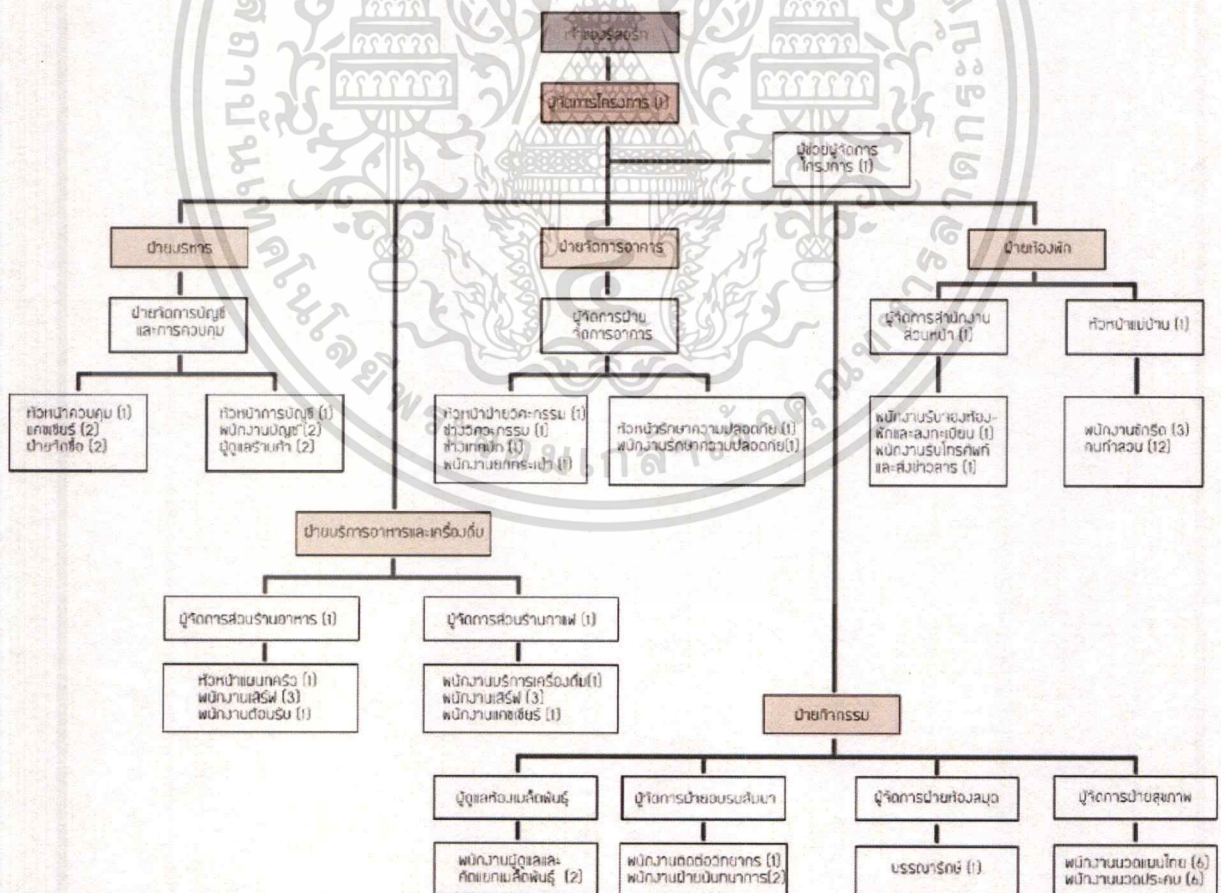 เจ้าของรีสอร์ท
ผู้จัดการโครงการ (1)
ผู้ช่วยผู้จัดการ
โครงการ (1)
ฝ่ายบริหาร
ฝ่ายจัดการอาคาร
ฝ่ายห้องพัก
ฝ่ายจัดการบัญชี
และการควบคุม
ผู้จัดการฝ่าย
จัดการอาคาร
ผู้จัดการสำนักงาน
ส่วนหน้า (1)
หัวหน้าแม่บ้าน (1)
หัวหน้าควบคุม (1)
แคชเชียร์ (2)
ฝ่ายจัดซื้อ (2)
หัวหน้าการบัญชี (1)
พนักงานบัญชี (2)
ผู้ดูแลร้านค้า (2)
หัวหน้าฝ่ายวิศวกรรม (1)
ช่างวิศวกรรม (1)
ช่างเทคนิค (1)
พนักงานยกกระเป๋า (1)
หัวหน้ารักษาความปลอดภัย (1)
พนักงานรักษาความปลอดภัย(1)
พนักงานรับจองห้อง-
พักและลงทะเบียน (1)
พนักงานรับโทรศัพท์
และส่งข่าวสาร (1)
พนักงานซักรีด (3)
คนทำสวน (12)
ฝ่ายบริการอาหารและเครื่องดื่ม
ผู้จัดการส่วนร้านอาหาร (1)
ผู้จัดการส่วนร้านกาแฟ (1)
หัวหน้าแผนกครัว (1)
พนักงานเสิร์ฟ (3)
พนักงานต้อนรับ (1)
พนักงานบริการเครื่องดื่ม(1)
พนักงานเสิร์ฟ (3)
พนักงานแคชเชียร์ (1)
ฝ่ายกิจกรรม
ผู้ดูแลห้องเมล็ดพันธุ์
ผู้จัดการฝ่ายอบรมสัมนา
ผู้จัดการฝ่ายห้องสมุด
ผู้จัดการฝ่ายสุขภาพ
พนักงานผู้ดูแลและ
คัดแยกเมล็ดพันธุ์ (2)
พนักงานติดต่อวิทยากร (1)
พนักงานฝ่ายนันทนาการ(2)
บรรณารักษ์ (1)
พนักงานนวดแผนไทย (6)
พนักงานนวดประคบ (6)